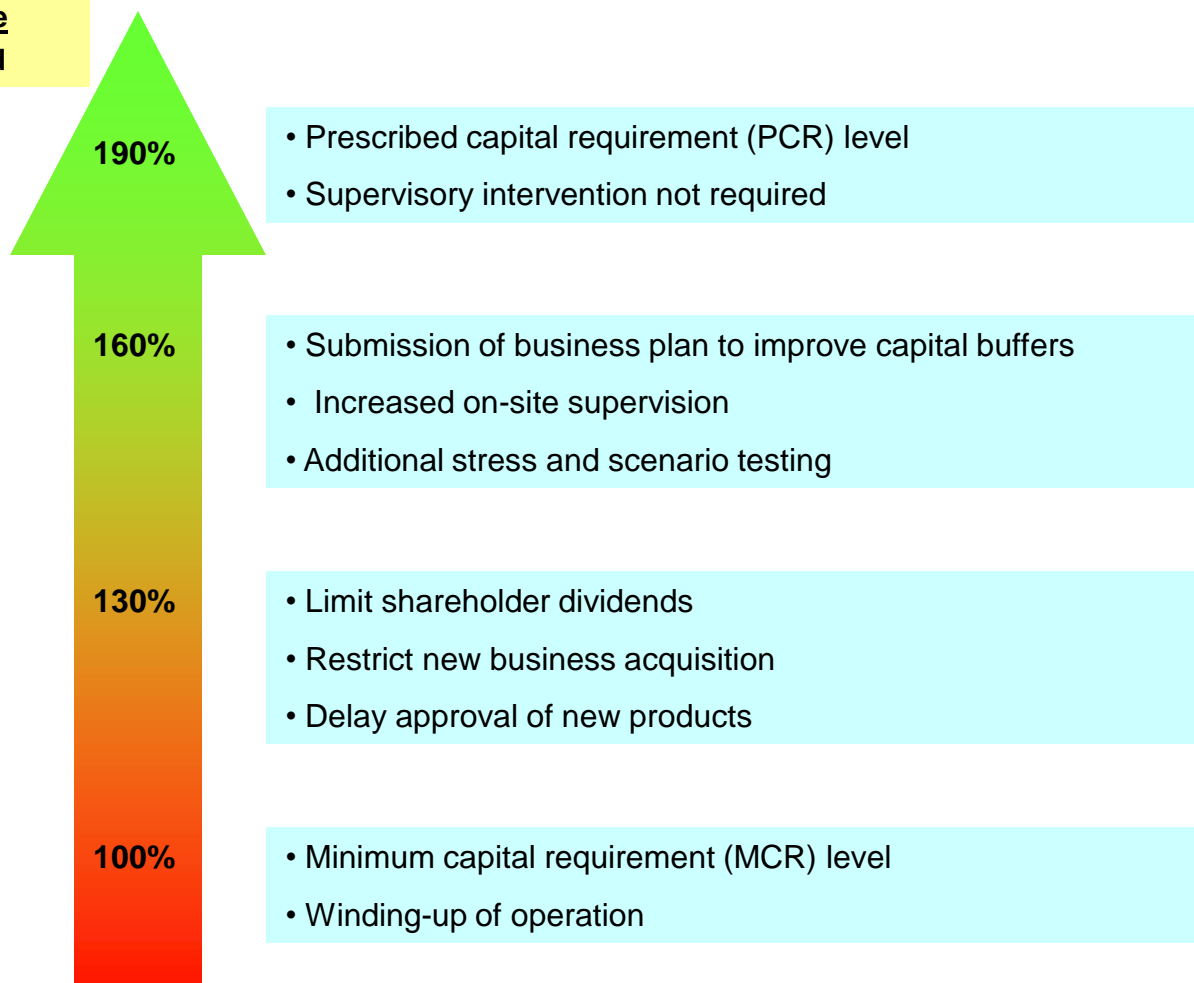 190%
• Prescribed capital requirement (PCR) level
• Supervisory intervention not required
160%
• Submission of business plan to improve capital buffers
• Increased on-site supervision
• Additional stress and scenario testing
130%
• Limit shareholder dividends
• Restrict new business acquisition
• Delay approval of new products
100%
• Minimum capital requirement (MCR) level
• Winding-up of operation